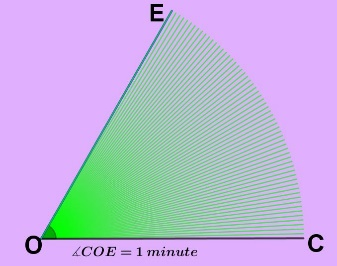 E
O
C
∡COE = 1 minute